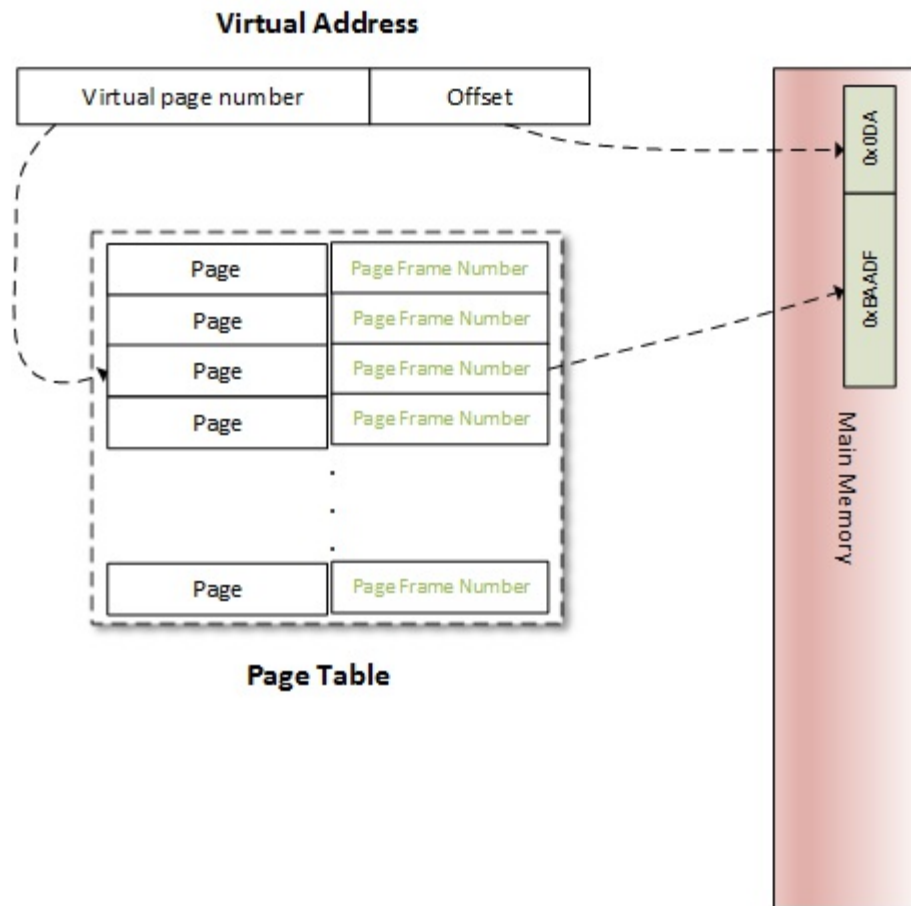 Virtual Address
Virtual page number
Offset
0x0DA
0xBAADF
Main Memory
Page
Page Frame Number
Page
Page Frame Number
Page
Page Frame Number
Page
Page Frame Number
.
.
.
Page
Page Frame Number
Page Table